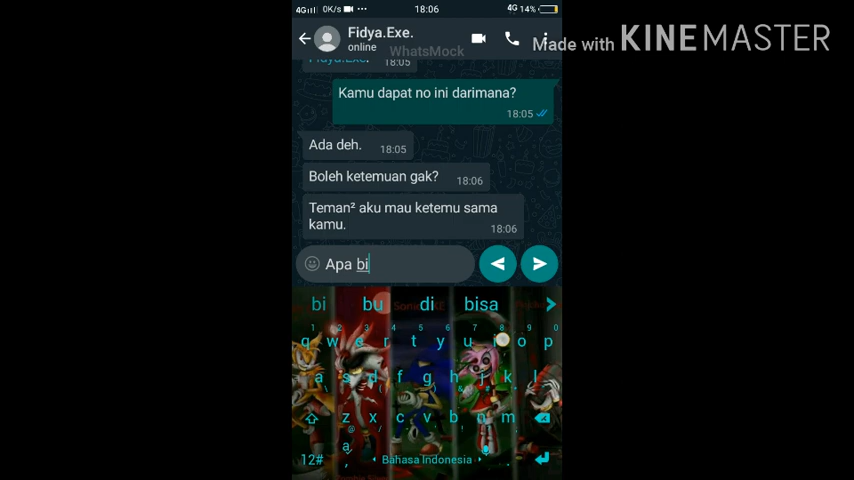 4G 0K/s ... 18:06 4G 14%
Fidya.Exe.
online
WhatsMock
Made with KINEMASTER
Fidya.Exe. 18:05
Kamu dapat no ini darimana?
18:05
Ada deh. 18:05
Boleh ketemuan gak? 18:06
Teman² aku mau ketemu sama
kamu. 18:06
Apa bi
bi bu di bisa
1 2 3 4 5 6 7 8 9 0
q w e r t y u i o p
a s d f g h j k l
z x c v b n m
12# , Bahasa Indonesia .